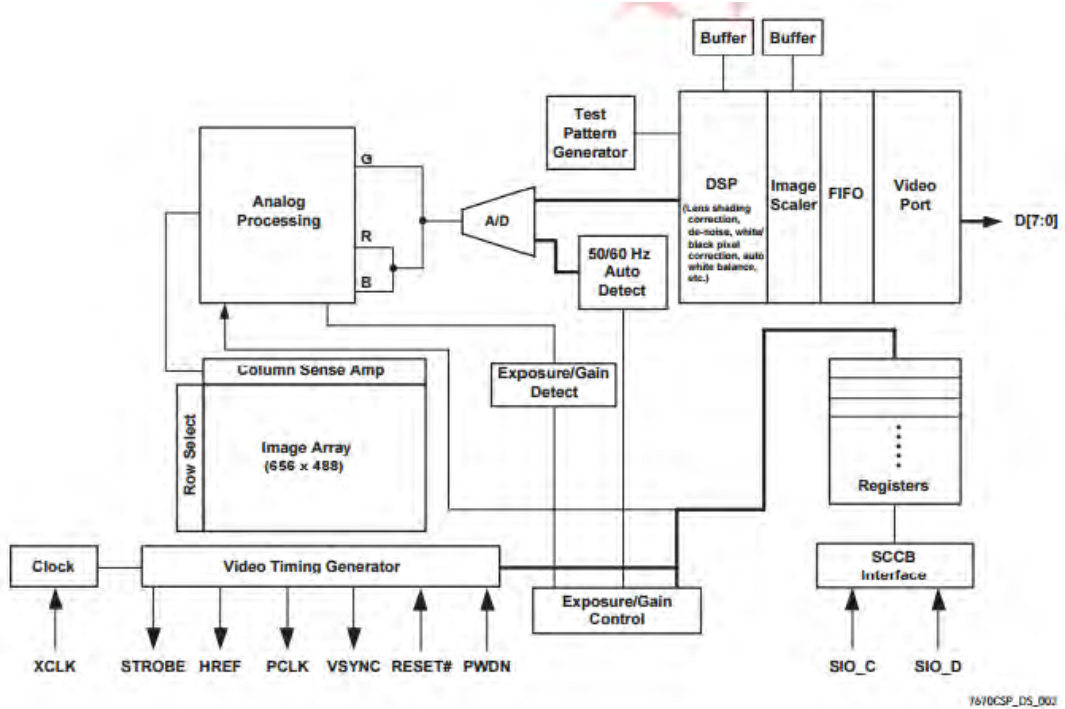 Buffer
Buffer
Test
Pattern
Generator
Analog
Processing
G
R
B
A/D
50/60 Hz
Auto
Detect
DSP
(Lens shading
correction,
de-noise, white/
black pixel
correction, auto
white balance,
etc.)
Image
Scaler
FIFO
Video
Port
D[7:0]
Column Sense Amp
Row Select
Image Array
(656 x 488)
Exposure/Gain
Detect
Registers
Clock
Video Timing Generator
Exposure/Gain
Control
SCCB
Interface
XCLK
STROBE
HREF
PCLK
VSYNC
RESET#
PWDN
SIO_C
SIO_D
7670CSP_DS_002